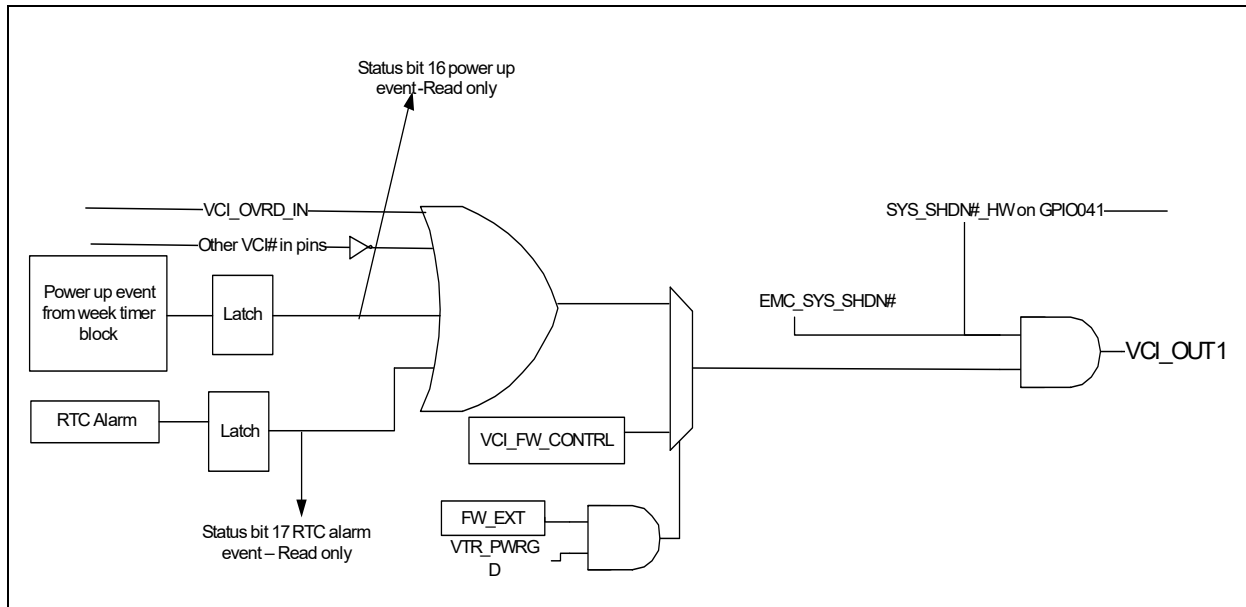 Status bit 16 power up
event-Read only
VCI_OVRD_IN
SYS_SHDN#_HW on GPIO041
Other VCI# in pins
Power up event
from week timer
block
Latch
EMC_SYS_SHDN#
VCI_OUT1
RTC Alarm
Latch
VCI_FW_CONTRL
Status bit 17 RTC alarm
event – Read only
FW_EXT
VTR_PWRG
D